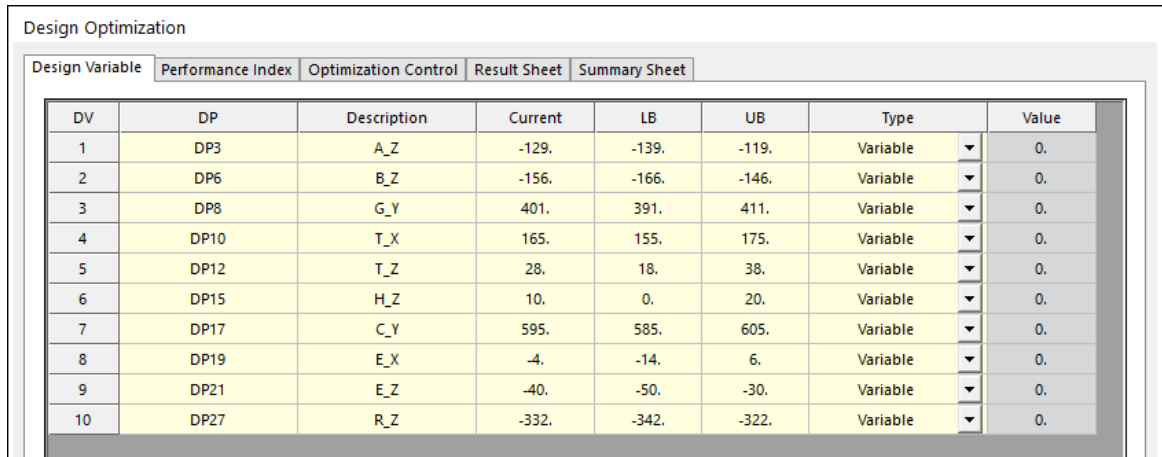 Design Optimization
Design Variable Performance Index Optimization Control Result Sheet Summary Sheet
DV DP Description Current LB UB Type Value
1 DP3 A_Z -129. -139. -119. Variable 0.
2 DP6 B_Z -156. -166. -146. Variable 0.
3 DP8 G_Y 401. 391. 411. Variable 0.
4 DP10 T_X 165. 155. 175. Variable 0.
5 DP12 T_Z 28. 18. 38. Variable 0.
6 DP15 H_Z 10. 0. 20. Variable 0.
7 DP17 C_Y 595. 585. 605. Variable 0.
8 DP19 E_X -4. -14. 6. Variable 0.
9 DP21 E_Z -40. -50. -30. Variable 0.
10 DP27 R_Z -332. -342. -322. Variable 0.